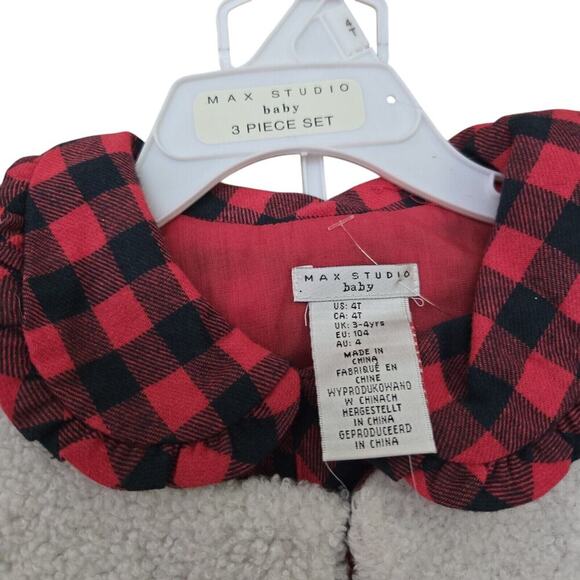 4
T
MAX STUDIO
baby
3 PIECE SET
MAX STUDIO
baby
US: 4T
CA: 4T
UK: 3-4yrs
EU: 104
AU: 4
MADE IN
CHINA
FABRIQUÉ EN
CHINE
WYPRODUKOWANO
W CHINACH
HERGESTELLT
IN CHINA
GEPRODUCEERD
IN CHINA